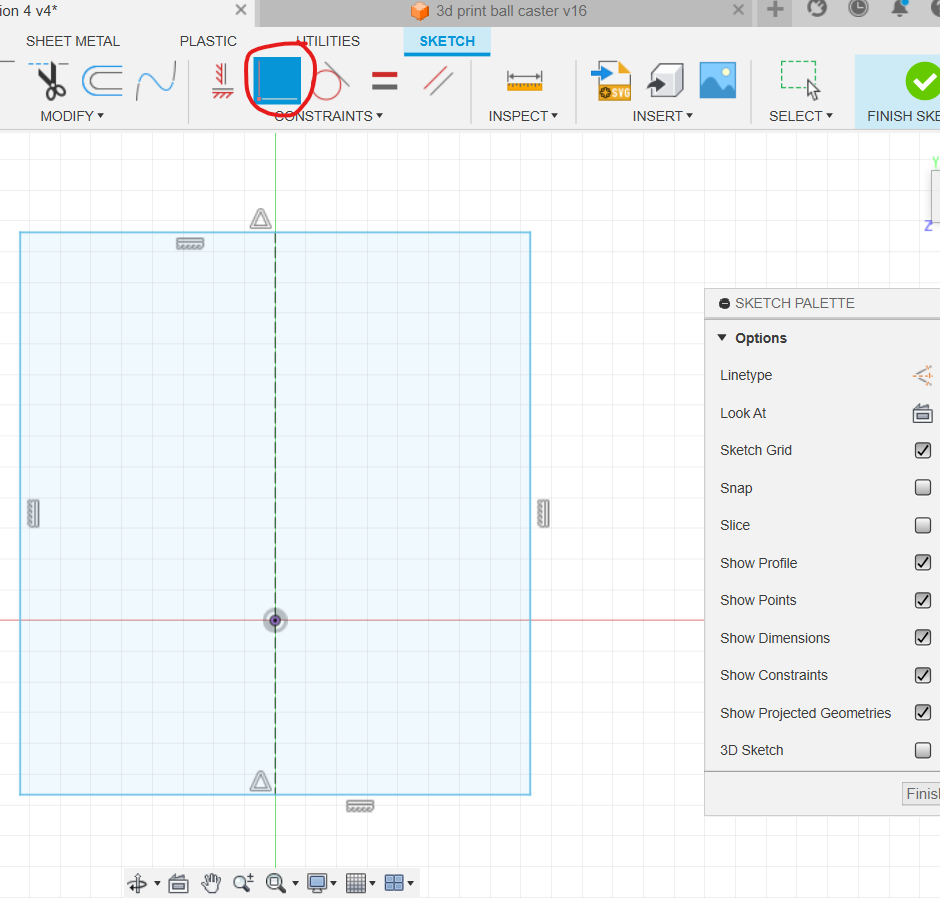 ion 4 v4*
3d print ball caster v16
SHEET METAL PLASTIC UTILITIES SKETCH
SVG
MODIFY CONSTRAINTS INSPECT INSERT SELECT FINISH SKE
Y
Z
SKETCH PALETTE
Options
Linetype
Look At
Sketch Grid
Snap
Slice
Show Profile
Show Points
Show Dimensions
Show Constraints
Show Projected Geometries
3D Sketch
Finish